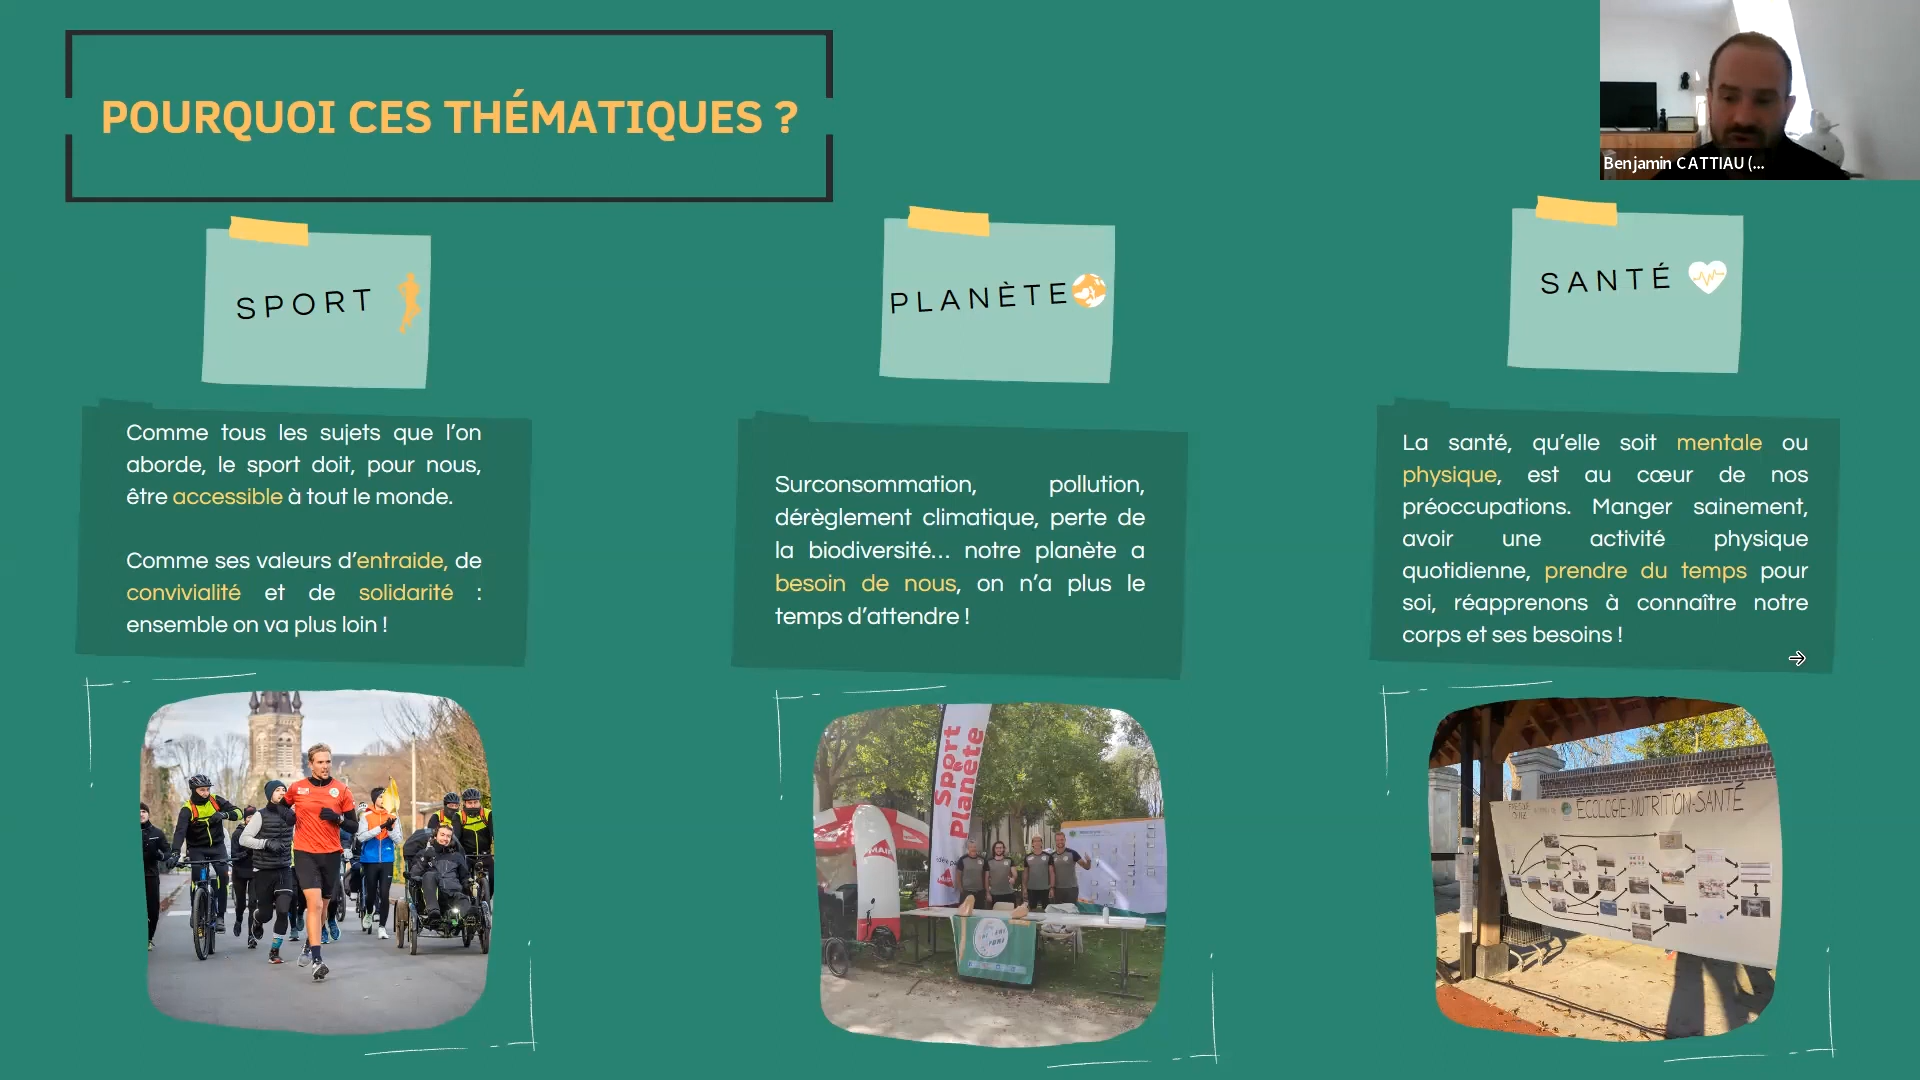 POURQUOI CES THÉMATIQUES ?
Benjamin CATTIAU (...
SPORT
PLANÈTE
SANTÉ
Comme tous les sujets que l’on
aborde, le sport doit, pour nous,
être accessible à tout le monde.
Comme ses valeurs d’entraide, de
convivialité et de solidarité :
ensemble on va plus loin !
Surconsommation, pollution,
dérèglement climatique, perte de
la biodiversité... notre planète a
besoin de nous, on n’a plus le
temps d’attendre !
La santé, qu’elle soit mentale ou
physique, est au cœur de nos
préoccupations. Manger sainement,
avoir une activité physique
quotidienne, prendre du temps pour
soi, réapprenons à connaître notre
corps et ses besoins !
Sport
Planète
MAIF
ÉCOLOGIE-NUTRITION-SANTÉ